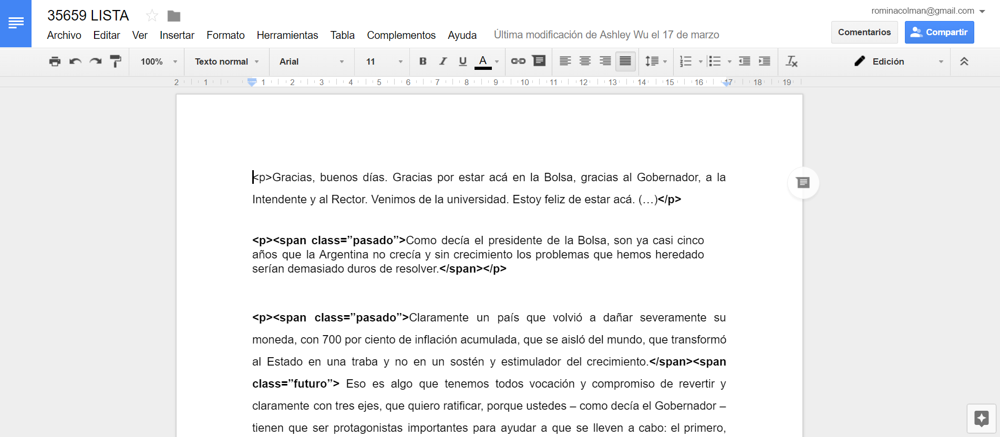 35659 LISTA
rominacolman@gmail.com
Archivo Editar Ver Insertar Formato Herramientas Tabla Complementos Ayuda Última modificación de Ashley Wu el 17 de marzo
Comentarios Compartir
100% Texto normal Arial 11 B I U A Edición
2 1 1 2 3 4 5 6 7 8 9 10 11 12 13 14 15 16 17 18 19
<p>Gracias, buenos días. Gracias por estar acá en la Bolsa, gracias al Gobernador, a la
Intendente y al Rector. Venimos de la universidad. Estoy feliz de estar acá. (…)</p>
<p><span class=”pasado”>Como decía el presidente de la Bolsa, son ya casi cinco
años que la Argentina no crecía y sin crecimiento los problemas que hemos heredado
serían demasiado duros de resolver.</span></p>
<p><span class=”pasado”>Claramente un país que volvió a dañar severamente su
moneda, con 700 por ciento de inflación acumulada, que se aisló del mundo, que transformó
al Estado en una traba y no en un sostén y estimulador del crecimiento.</span><span
class=”futuro”> Eso es algo que tenemos todos vocación y compromiso de revertir y
claramente con tres ejes, que quiero ratificar, porque ustedes – como decía el Gobernador –
tienen que ser protagonistas importantes para ayudar a que se lleven a cabo: el primero,